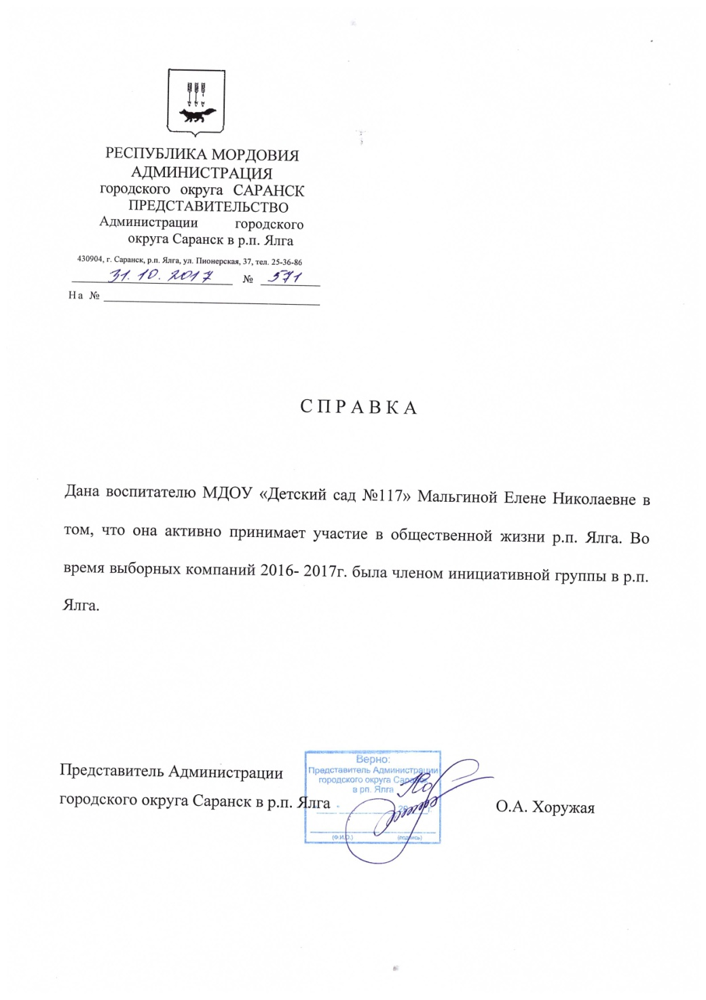 РЕСПУБЛИКА МОРДОВИЯ
АДМИНИСТРАЦИЯ
городского округа САРАНСК
ПРЕДСТАВИТЕЛЬСТВО
Администрации городского
округа Саранск в р.п. Ялга
430904, г. Саранск, р.п. Ялга, ул. Пионерская, 37, тел. 25-36-86
31.10.2017 № 571
На №
СПРАВКА
Дана воспитателю МДОУ «Детский сад №117» Мальгиной Елене Николаевне в
том, что она активно принимает участие в общественной жизни р.п. Ялга. Во
время выборных компаний 2016- 2017г. была членом инициативной группы в р.п.
Ялга.
Верно:
Представитель Администрации
городского округа Саранск
в рп. Ялга
20 г.
(Ф.И.О.) (подпись)
Представитель Администрации
городского округа Саранск в р.п. Ялга
О.А. Хоружая